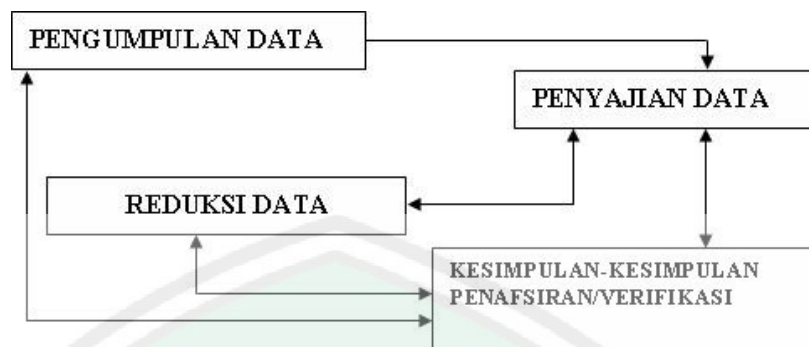 PENGUMPULAN DATA
PENYAJIAN DATA
REDUKSI DATA
KESIMPULAN-KESIMPULAN
PENAFSIRAN/VERIFIKASI